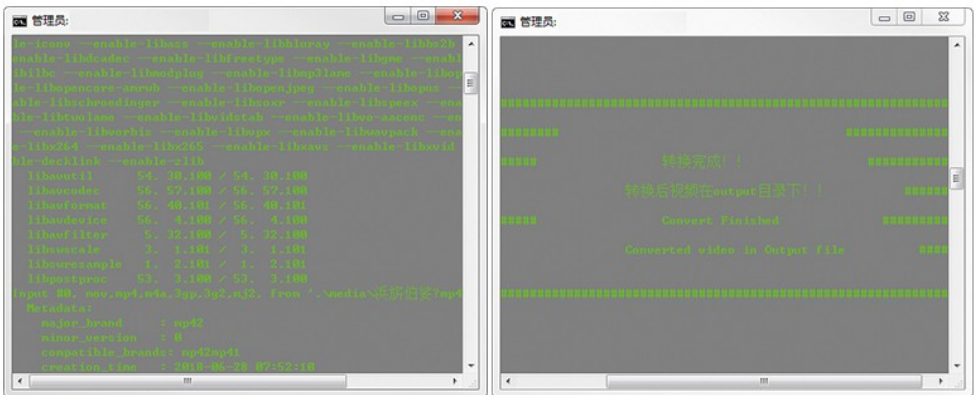 管理员:
le-iconv --enable-libass --enable-libbluray --enable-libbs2b
enable-libdcadec --enable-libfreetype --enable-libgme --enabl
ibilbc --enable-libmodplug --enable-libmp3lame --enable-libop
le-libopencore-amrwb --enable-libopenjpeg --enable-libopus --
able-libschroedinger --enable-libsoxr --enable-libspeex --ena
ble-libtwolame --enable-libvidstab --enable-libvo-aacenc --en
--enable-libvorbis --enable-libvpx --enable-libwavpack --ena
e-libx264 --enable-libx265 --enable-libxavs --enable-libxvid
ble-decklink --enable-zlib
libavutil 54. 30.100 / 54. 30.100
libavcodec 56. 57.100 / 56. 57.100
libavformat 56. 40.101 / 56. 40.101
libavdevice 56. 4.100 / 56. 4.100
libavfilter 5. 32.100 / 5. 32.100
libswscale 3. 1.101 / 3. 1.101
libswresample 1. 2.101 / 1. 2.101
libpostproc 53. 3.100 / 53. 3.100
Input #0, mov,mp4,m4a,3gp,3g2,mj2, from '.\media\
Metadata:
major_brand : mp42
minor_version : 0
compatible_brands: mp42mp41
creation_time : 2018-06-28 07:52:10
管理员:
转换完成！！
转换后视频在output目录下！！
Convert Finished
Converted video in Output file